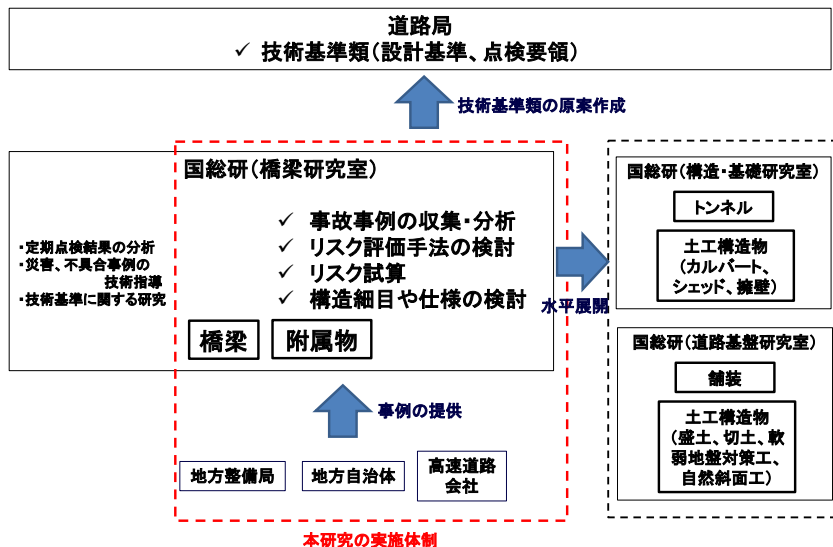 道路局
✓ 技術基準類(設計基準、点検要領)
技術基準類の原案作成
国総研(橋梁研究室)
・定期点検結果の分析
・災害、不具合事例の
技術指導
・技術基準に関する研究
✓ 事故事例の収集・分析
✓ リスク評価手法の検討
✓ リスク試算
✓ 構造細目や仕様の検討
橋梁
附属物
水平展開
国総研(構造・基礎研究室)
トンネル
土工構造物
(カルバート、
シェッド、擁壁)
国総研(道路基盤研究室)
舗装
土工構造物
(盛土、切土、軟
弱地盤対策工、
自然斜面工)
事例の提供
地方整備局
地方自治体
高速道路
会社
本研究の実施体制